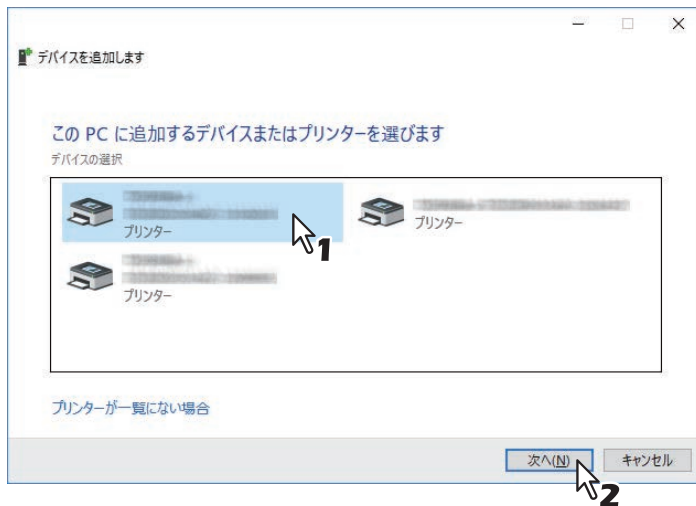 デバイスを追加します
この PC に追加するデバイスまたはプリンターを選びます
デバイスの選択
プリンター
プリンター
1
プリンター
プリンターが一覧にない場合
次へ(N)
キャンセル
2